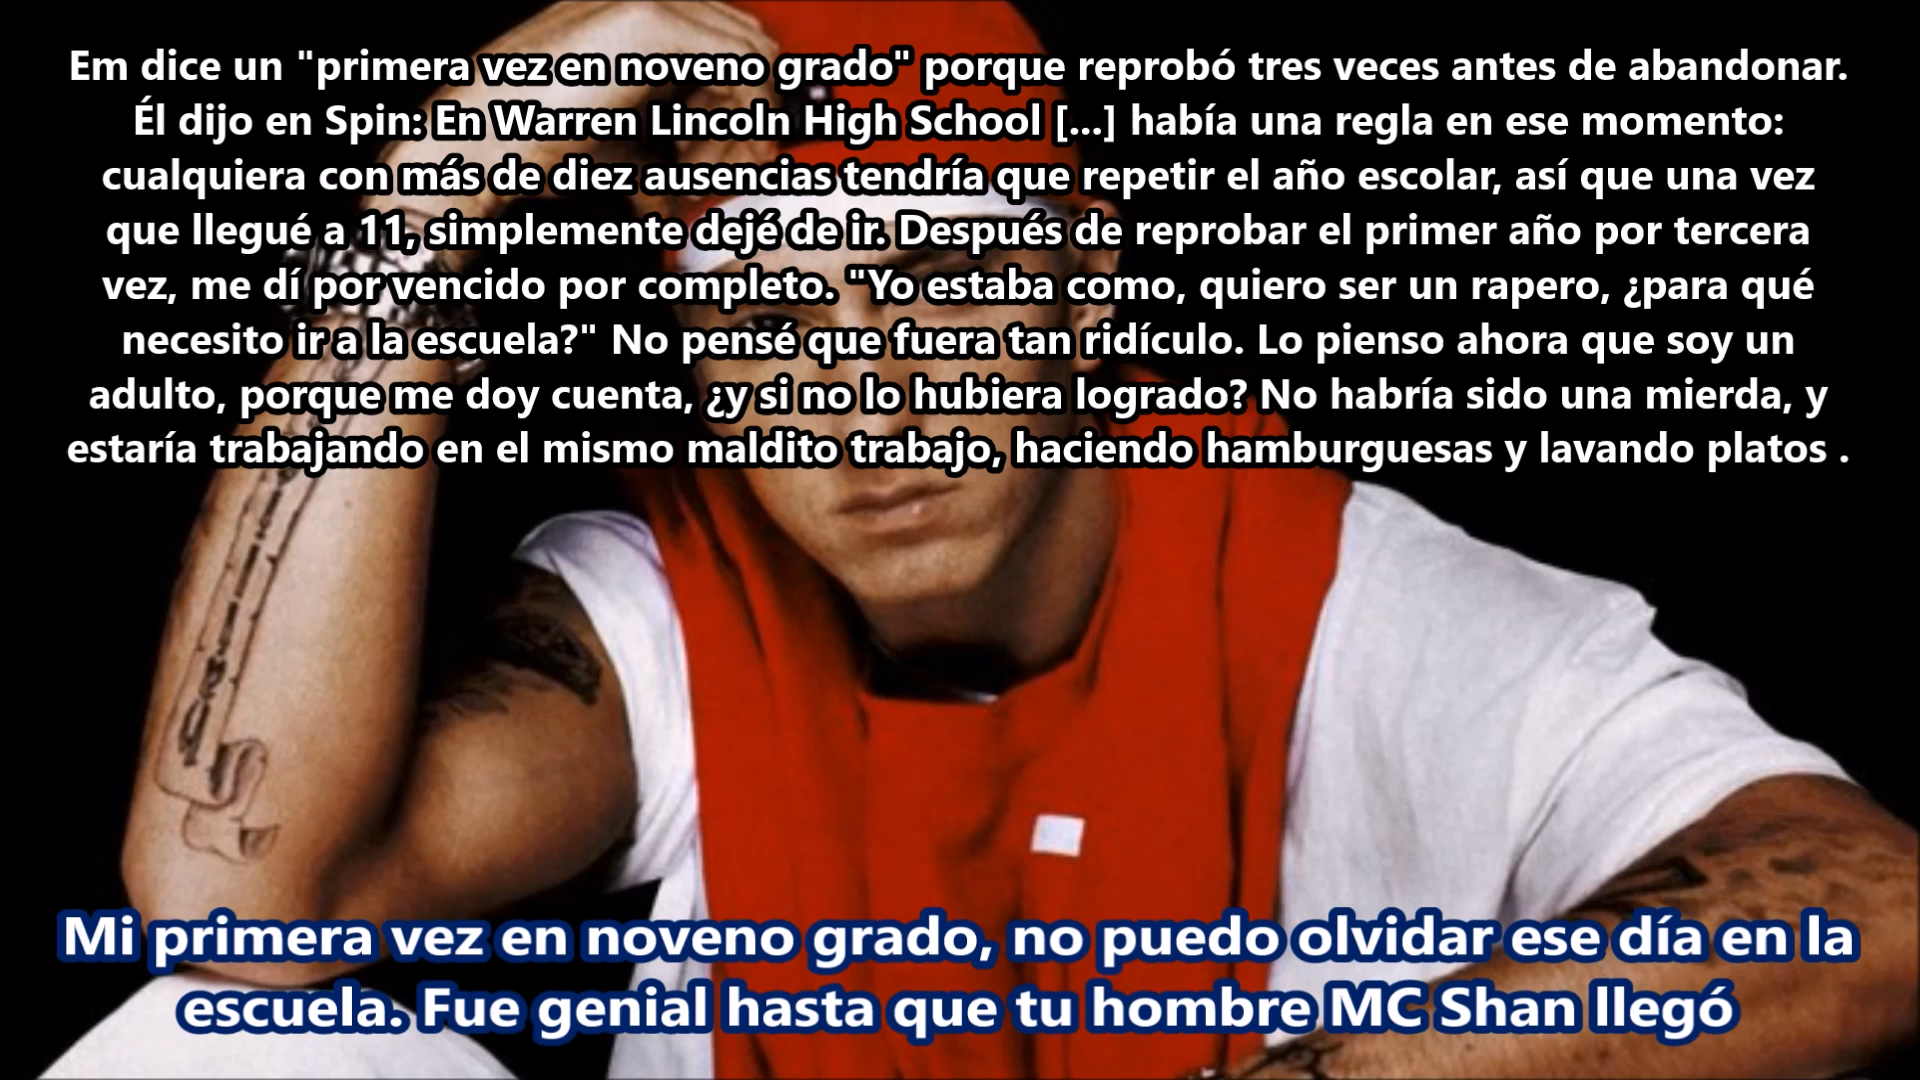 Em dice un "primera vez en noveno grado" porque reprobó tres veces antes de abandonar.
Él dijo en Spin: En Warren Lincoln High School [...] había una regla en ese momento:
cualquiera con más de diez ausencias tendría que repetir el año escolar, así que una vez
que llegué a 11, simplemente dejé de ir. Después de reprobar el primer año por tercera
vez, me dí por vencido por completo. "Yo estaba como, quiero ser un rapero, ¿para qué
necesito ir a la escuela?" No pensé que fuera tan ridículo. Lo pienso ahora que soy un
adulto, porque me doy cuenta, ¿y si no lo hubiera logrado? No habría sido una mierda, y
estaría trabajando en el mismo maldito trabajo, haciendo hamburguesas y lavando platos .
Mi primera vez en noveno grado, no puedo olvidar ese día en la
escuela. Fue genial hasta que tu hombre MC Shan llegó